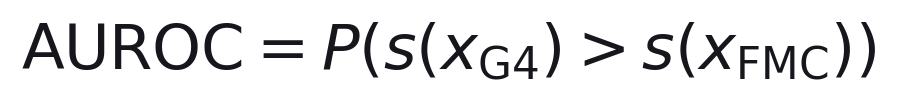 AUROC = P(s(x_G4) > s(x_FMC))